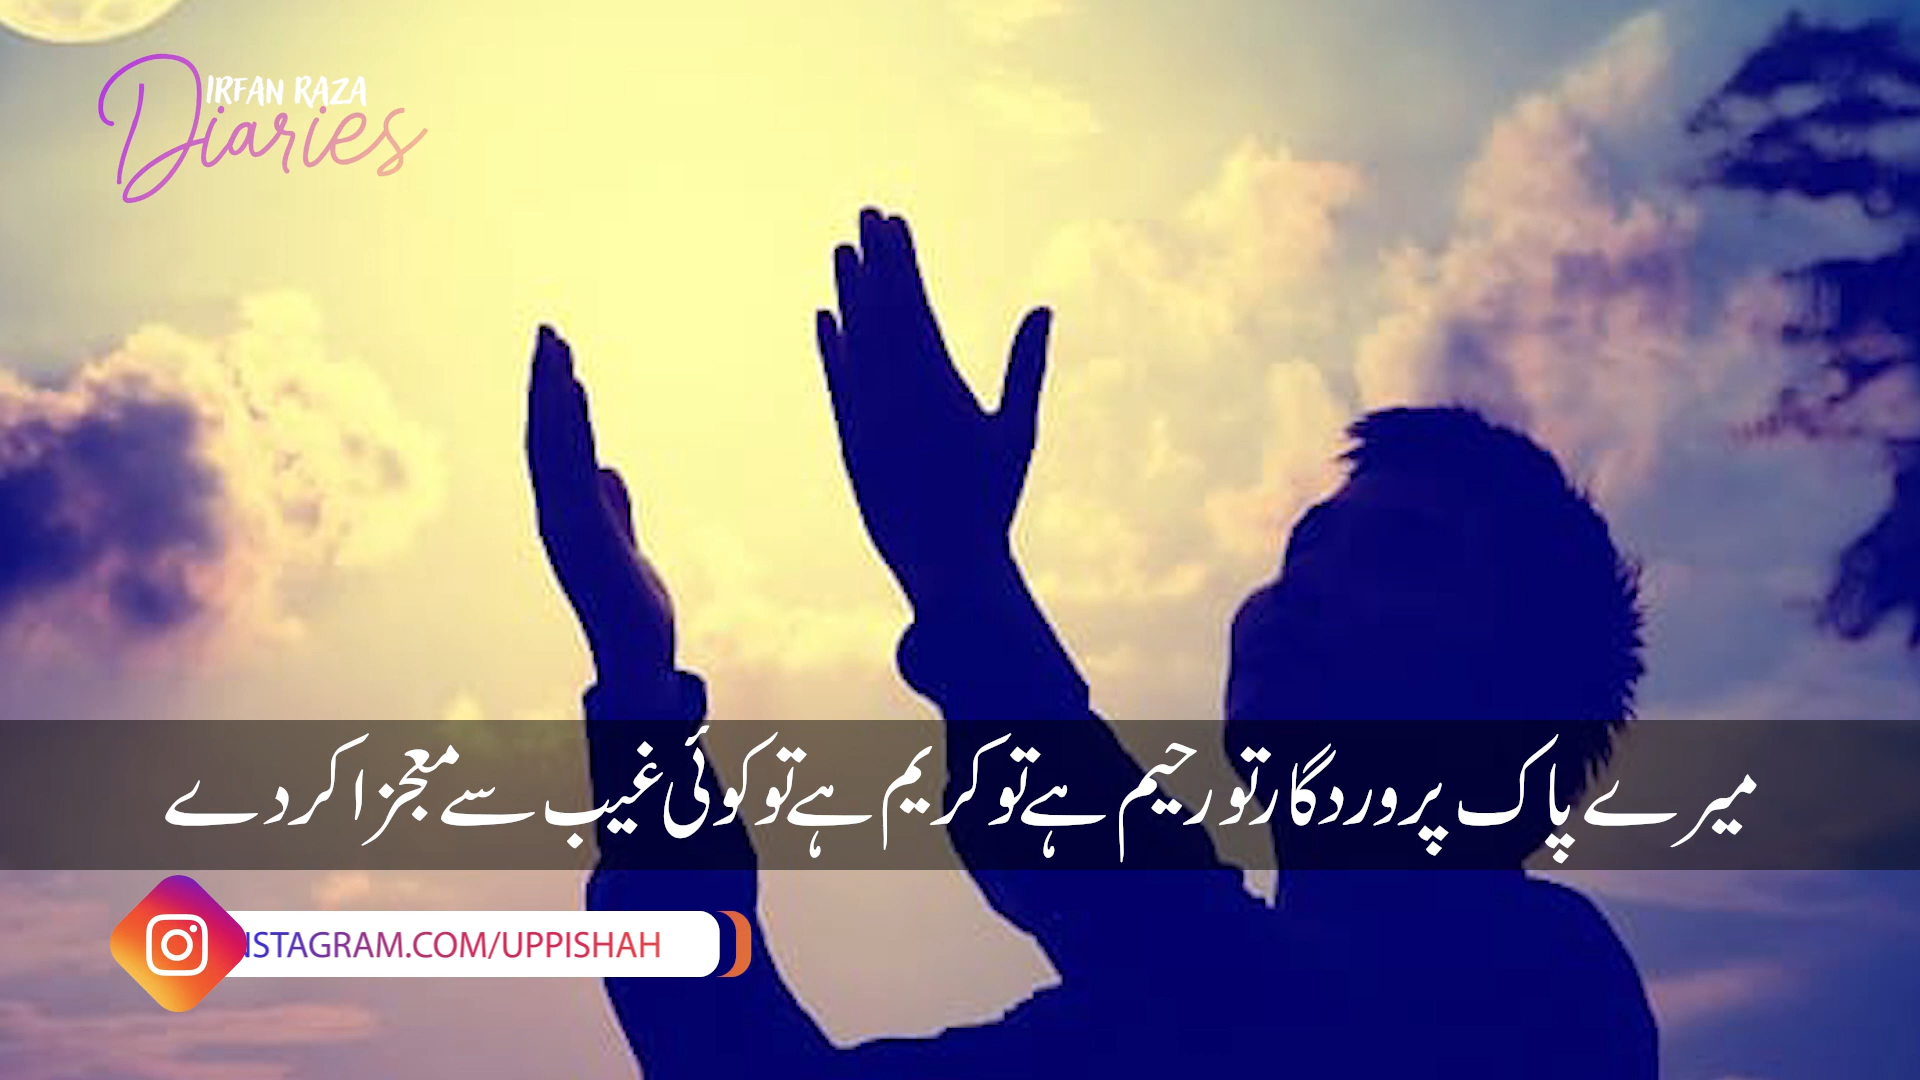 IRFAN RAZA
Diaries
میرے پاک پروردگار تو رحیم ہے تو کریم ہے تو کوئی غیب سے معجزا کر دے
NSTAGRAM.COM/UPPISHAH